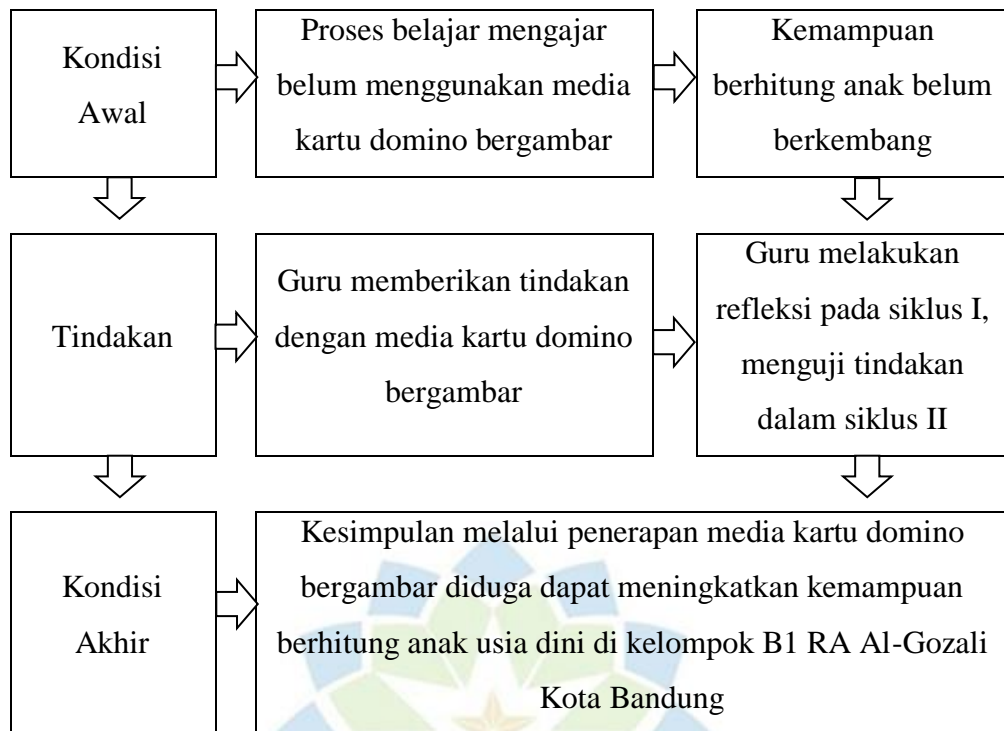 Kondisi
Awal
Proses belajar mengajar
belum menggunakan media
kartu domino bergambar
Kemampuan
berhitung anak belum
berkembang
Tindakan
Guru memberikan tindakan
dengan media kartu domino
bergambar
Guru melakukan
refleksi pada siklus I,
menguji tindakan
dalam siklus II
Kondisi
Akhir
Kesimpulan melalui penerapan media kartu domino
bergambar diduga dapat meningkatkan kemampuan
berhitung anak usia dini di kelompok B1 RA Al-Gozali
Kota Bandung